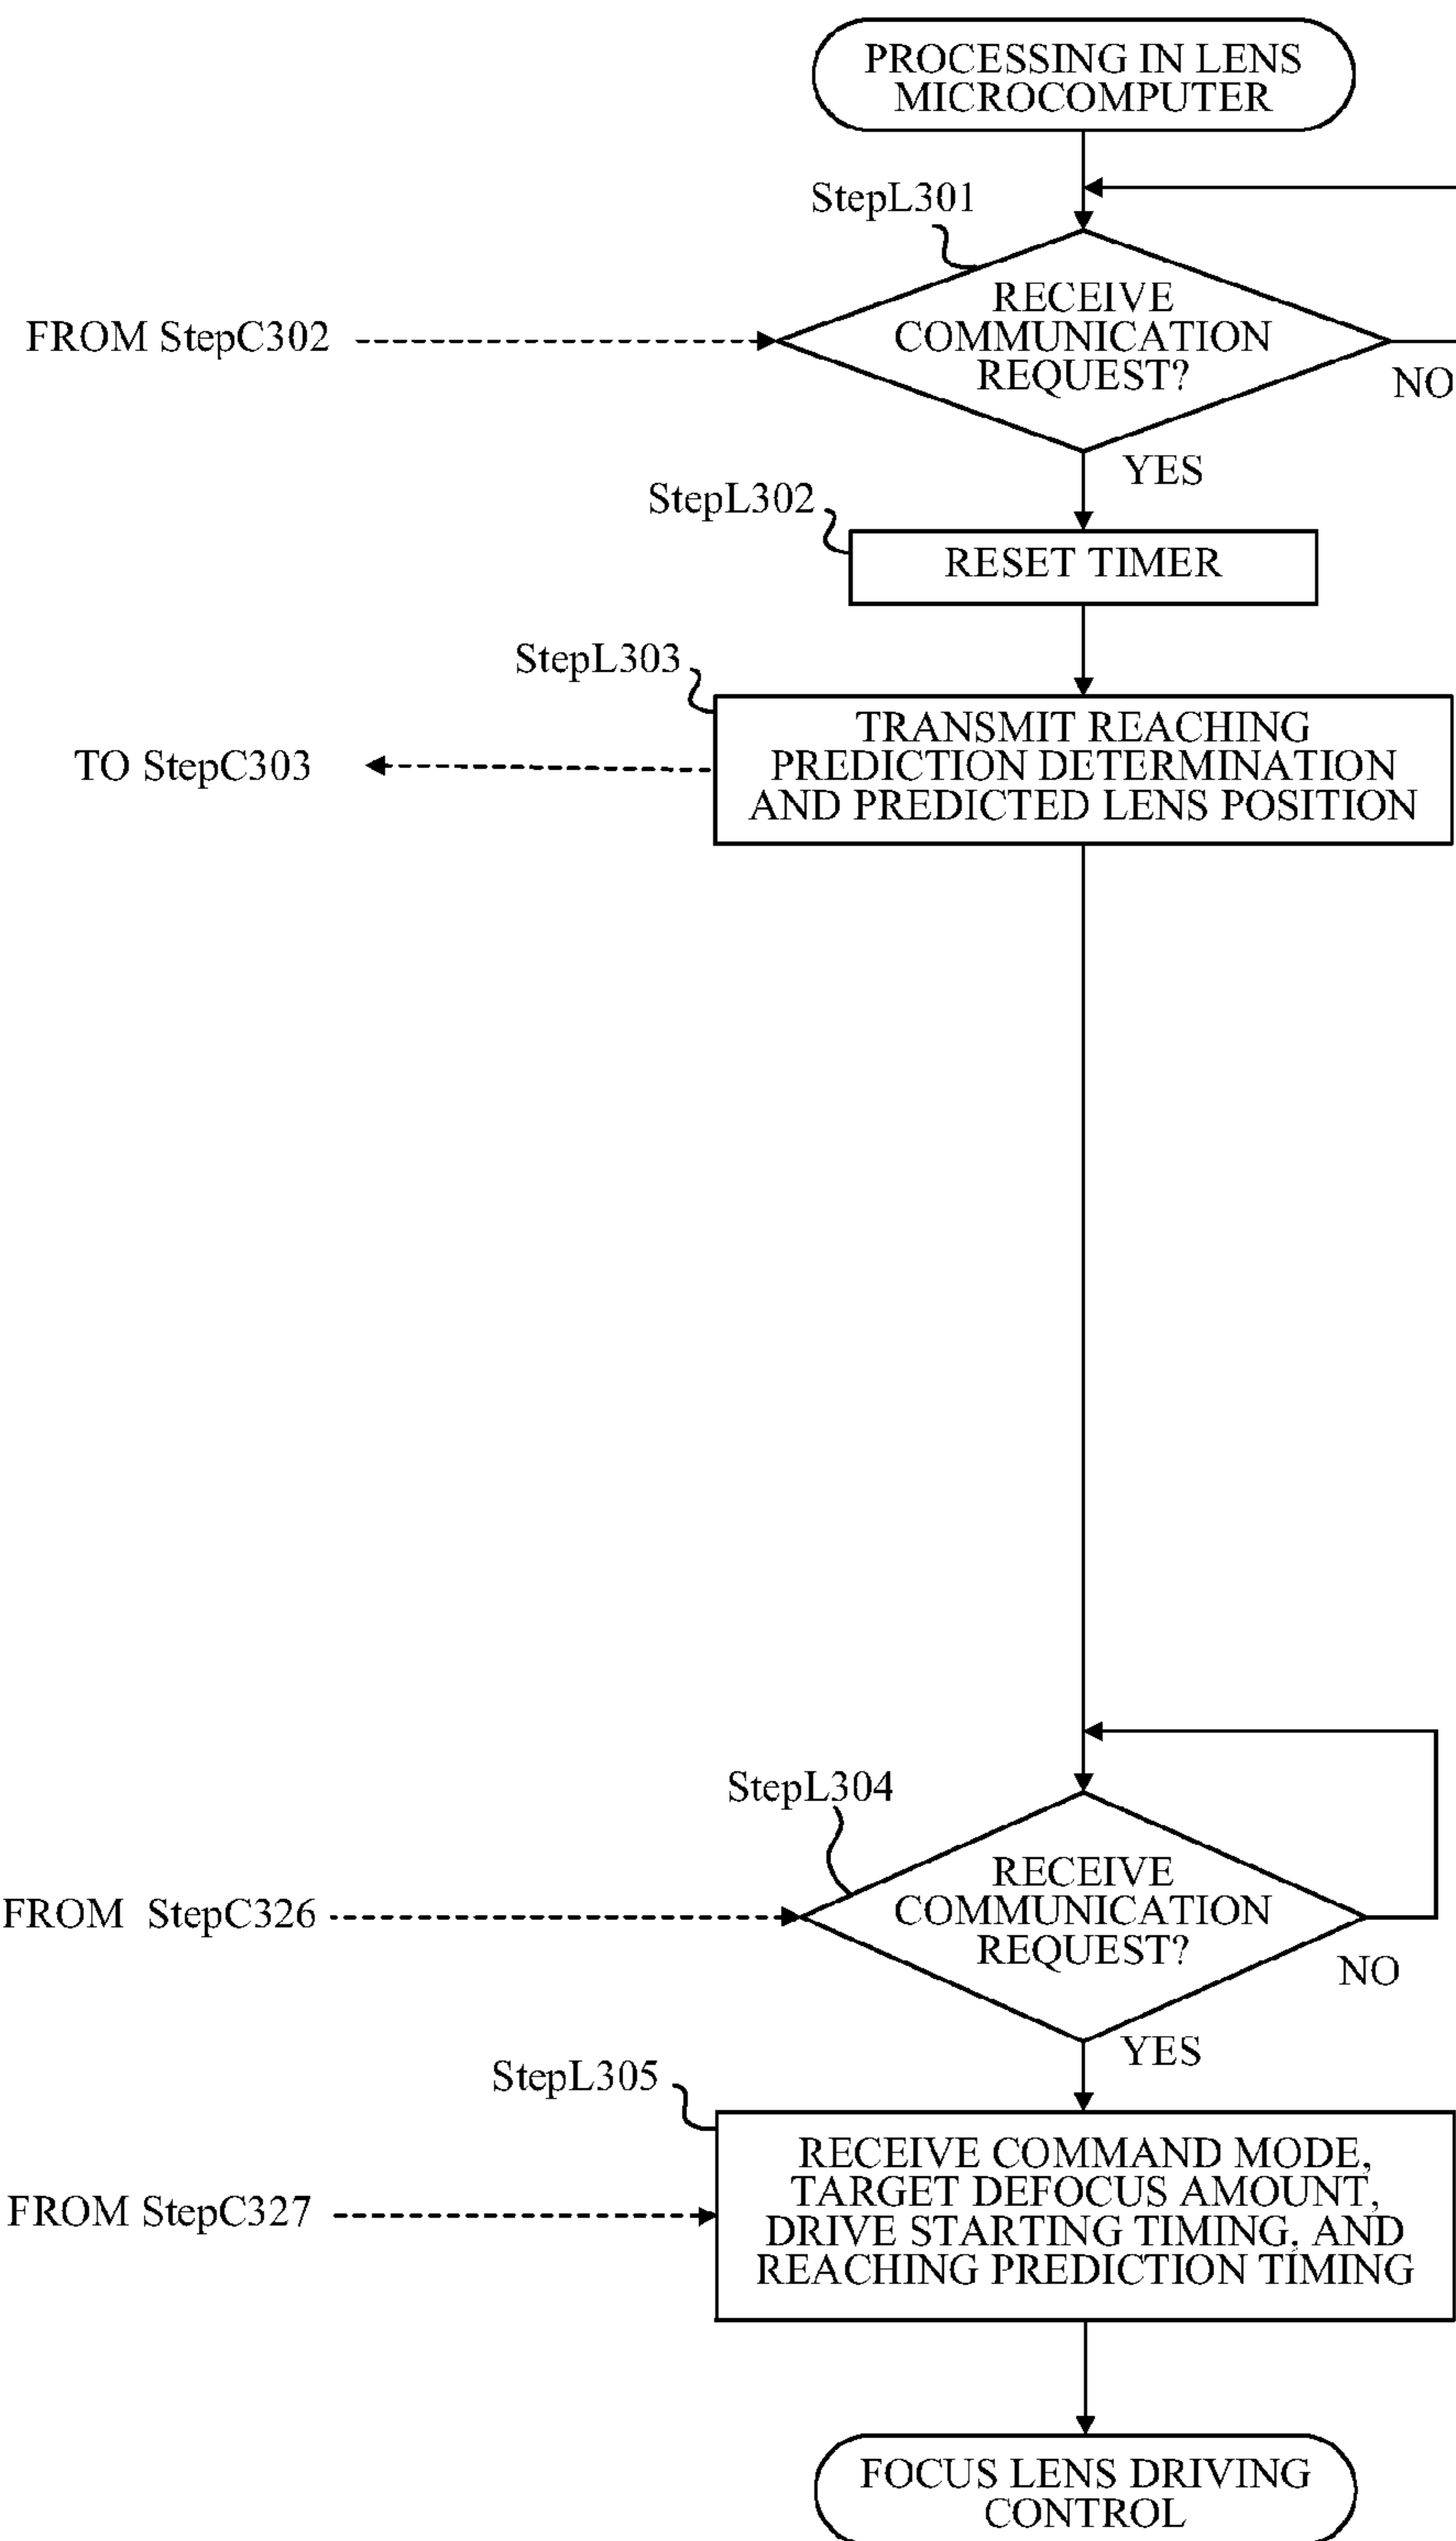 PROCESSING IN LENS
MICROCOMPUTER
StepL301
RECEIVE
COMMUNICATION
REQUEST?
FROM StepC302
NO
YES
StepL302
RESET TIMER
StepL303
TRANSMIT REACHING
PREDICTION DETERMINATION
AND PREDICTED LENS POSITION
TO StepC303
StepL304
RECEIVE
COMMUNICATION
REQUEST?
FROM StepC326
NO
YES
StepL305
RECEIVE COMMAND MODE,
TARGET DEFOCUS AMOUNT,
DRIVE STARTING TIMING, AND
REACHING PREDICTION TIMING
FROM StepC327
FOCUS LENS DRIVING
CONTROL